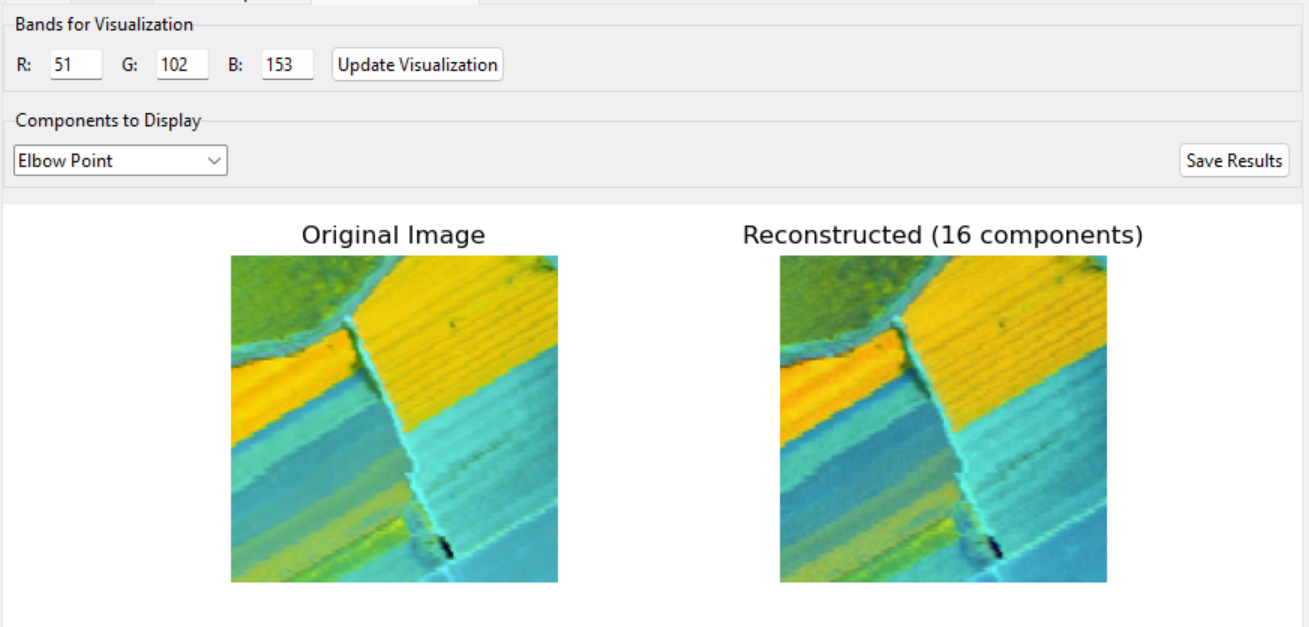 Bands for Visualization
R: 51 G: 102 B: 153 Update Visualization
Components to Display
Elbow Point Save Results
Original Image Reconstructed (16 components)